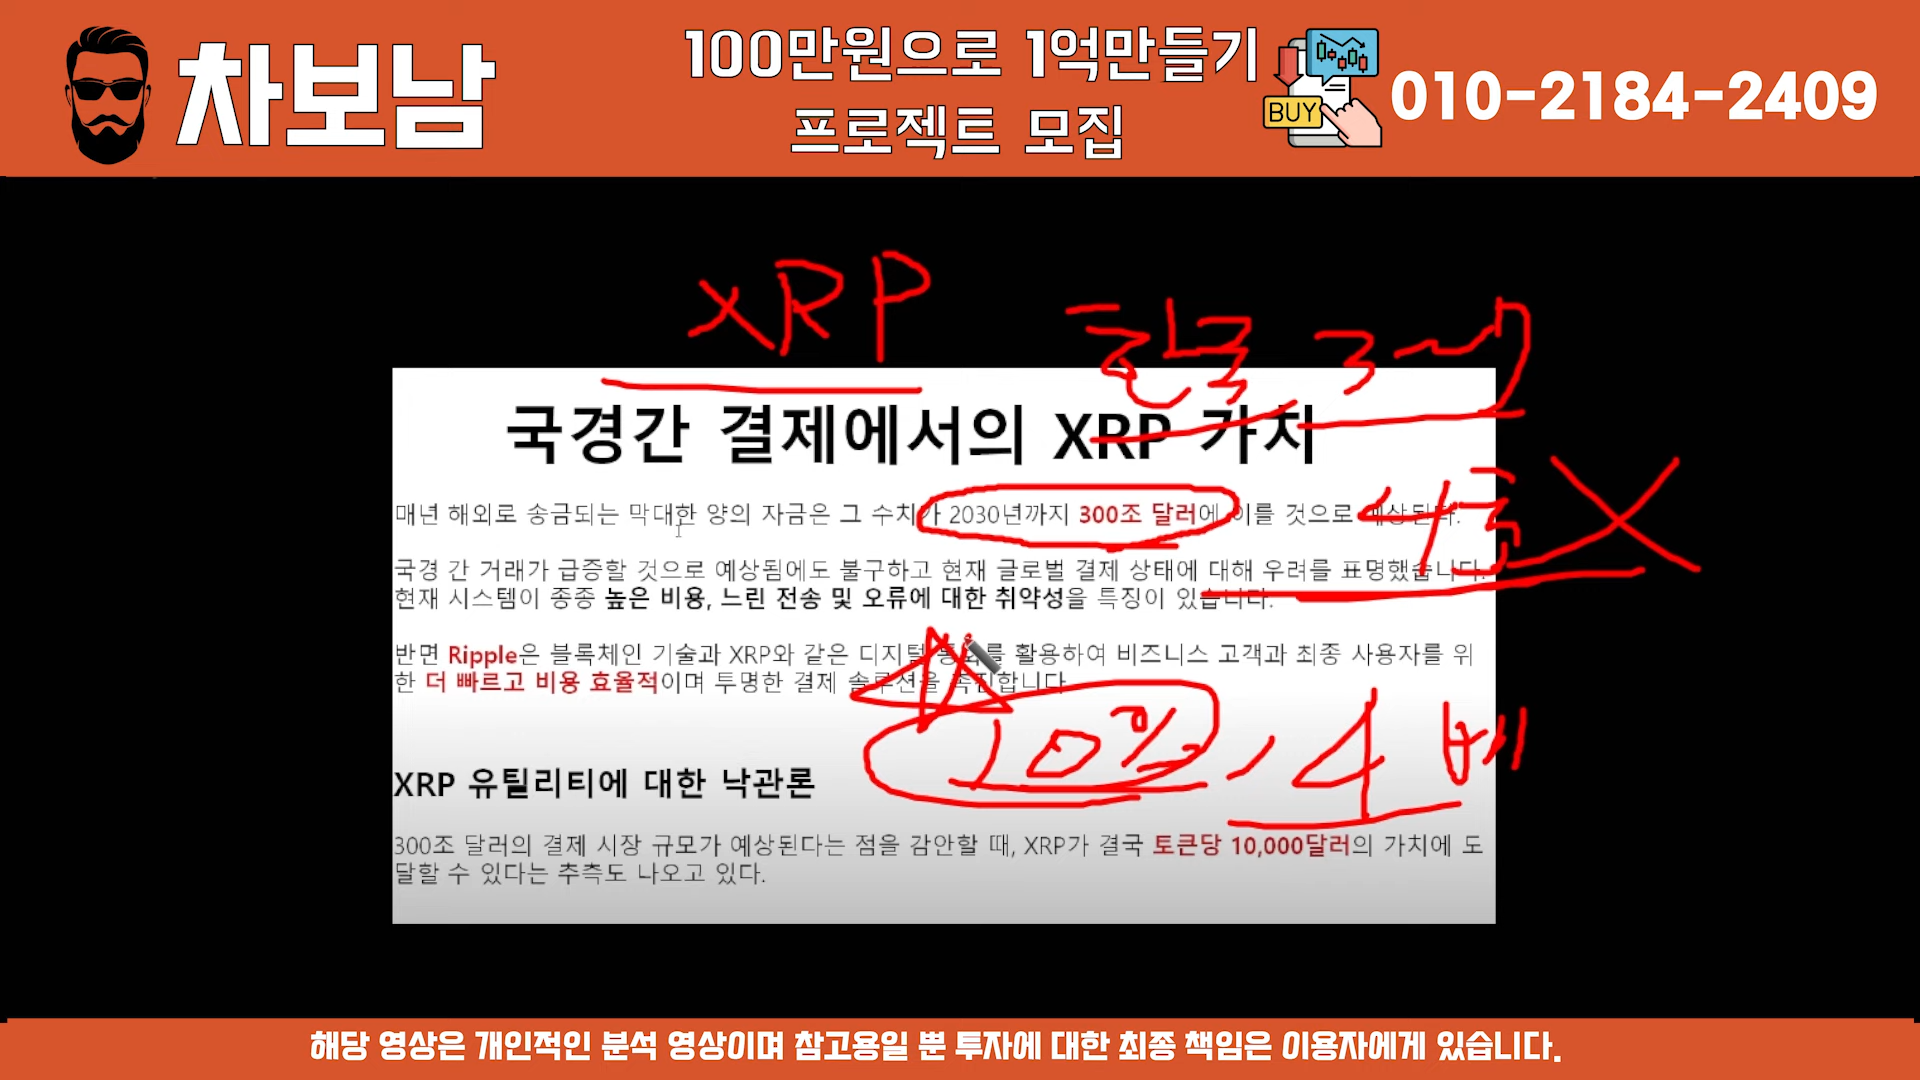 차보남
100만원으로 1억만들기
프로젝트 모집
BUY
010-2184-2409
XRP
한국
국경간 결제에서의 XRP 가치
매년 해외로 송금되는 막대한 양의 자금은 그 수치가 2030년까지 300조 달러에 이를 것으로 예상된다.
국경 간 거래가 급증할 것으로 예상됨에도 불구하고 현재 글로벌 결제 상태에 대해 우려를 표명했습니다.
현재 시스템이 종종 높은 비용, 느린 전송 및 오류에 대한 취약성을 특징이 있습니다.
반면 Ripple은 블록체인 기술과 XRP와 같은 디지털 통화를 활용하여 비즈니스 고객과 최종 사용자를 위
한 더 빠르고 비용 효율적이며 투명한 결제 솔루션을 촉진합니다
10%, 4배
XRP 유틸리티에 대한 낙관론
300조 달러의 결제 시장 규모가 예상된다는 점을 감안할 때, XRP가 결국 토큰당 10,000달러의 가치에 도
달할 수 있다는 추측도 나오고 있다.
해당 영상은 개인적인 분석 영상이며 참고용일 뿐 투자에 대한 최종 책임은 이용자에게 있습니다.